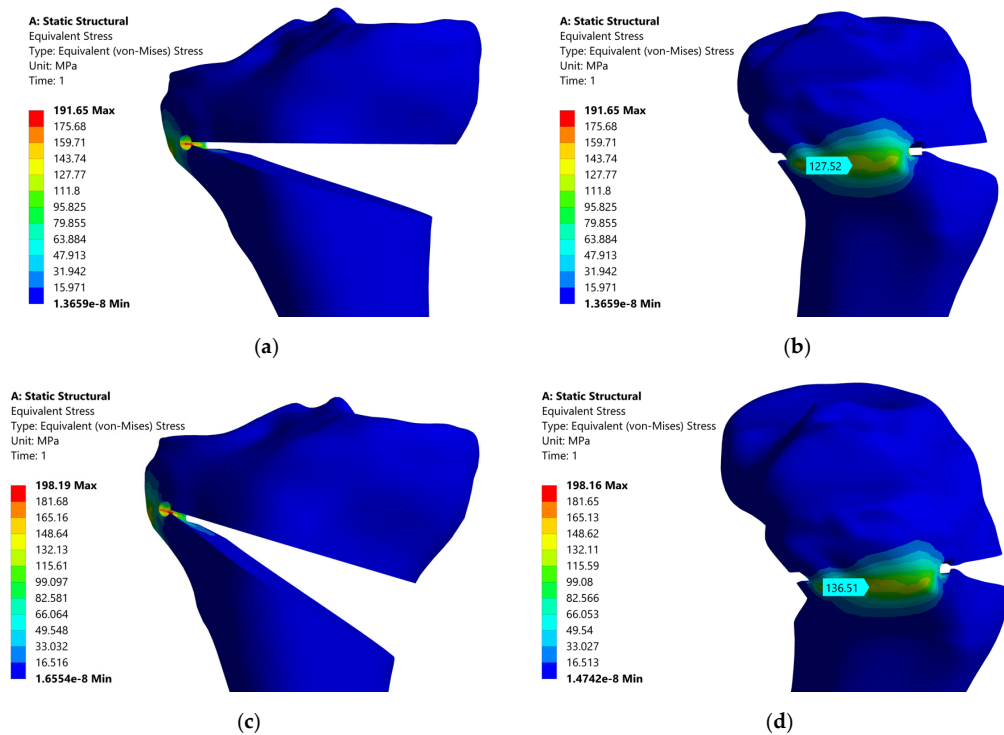 A: Static Structural
Equivalent Stress
Type: Equivalent (von-Mises) Stress
Unit: MPa
Time: 1
191.65 Max
175.68
159.71
143.74
127.77
111.8
95.825
79.855
63.884
47.913
31.942
15.971
1.3659e-8 Min
(a)
A: Static Structural
Equivalent Stress
Type: Equivalent (von-Mises) Stress
Unit: MPa
Time: 1
191.65 Max
175.68
159.71
143.74
127.77
111.8
95.825
79.855
63.884
47.913
31.942
15.971
1.3659e-8 Min
127.52
(b)
A: Static Structural
Equivalent Stress
Type: Equivalent (von-Mises) Stress
Unit: MPa
Time: 1
198.19 Max
181.68
165.16
148.64
132.13
115.61
99.097
82.581
66.064
49.548
33.032
16.516
1.6554e-8 Min
(c)
A: Static Structural
Equivalent Stress
Type: Equivalent (von-Mises) Stress
Unit: MPa
Time: 1
198.16 Max
181.65
165.13
148.62
132.11
115.59
99.08
82.566
66.053
49.54
33.027
16.513
1.4742e-8 Min
136.51
(d)